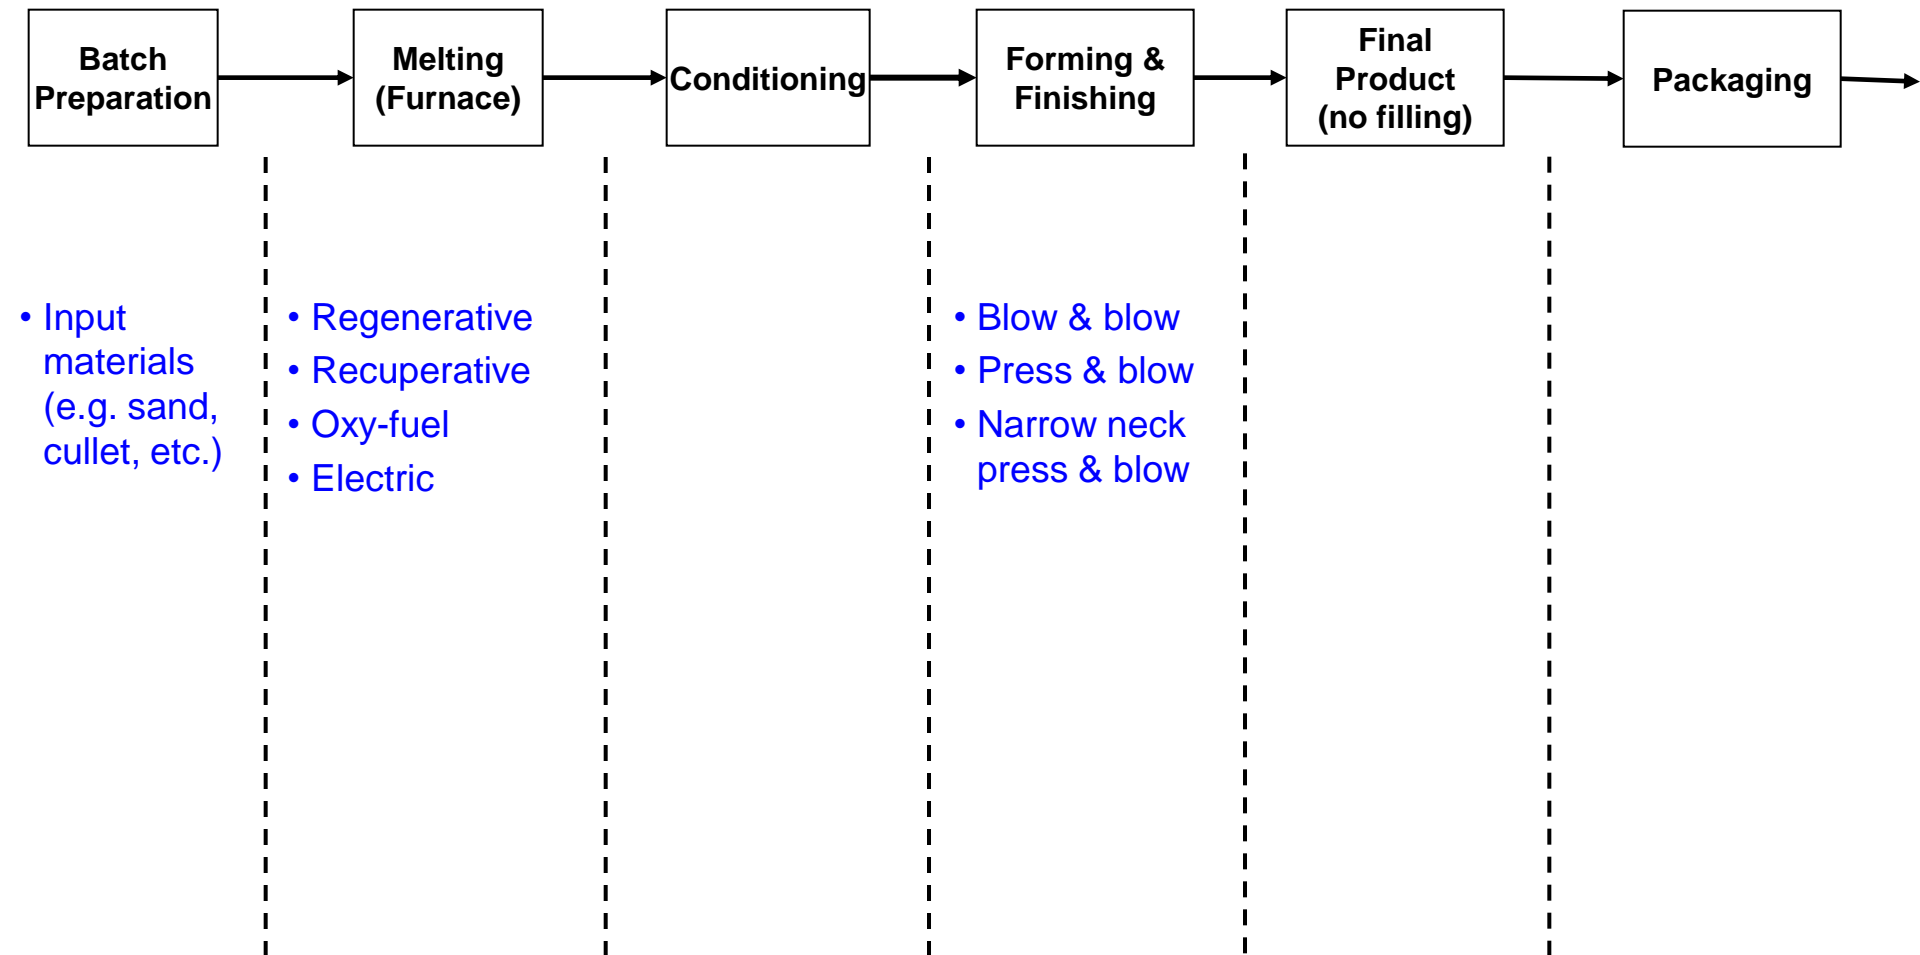 Batch
Preparation
Melting
(Furnace)
Conditioning
Forming &
Finishing
Final
Product
(no filling)
Packaging
• Input
materials
(e.g. sand,
cullet, etc.)
• Regenerative
• Recuperative
• Oxy-fuel
• Electric
• Blow & blow
• Press & blow
• Narrow neck
press & blow